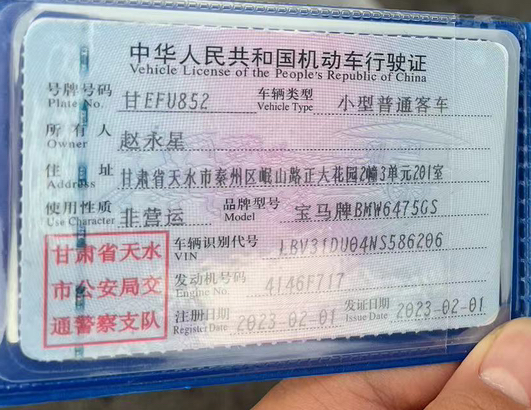 中华人民共和国机动车行驶证
Vehicle License of the People's Republic of China
号牌号码 甘EFU852 车辆类型 小型普通客车
Plate No. Vehicle Type
所有人 赵永星
Owner
住址 甘肃省天水市秦州区岷山路正大花园2幢3单元201室
Address
使用性质 非营运 品牌型号 宝马牌BMW6475GS
Use Character Model
甘肃省天水
市公安局交
通警察支队
车辆识别代号 LBV31DU04NS586206
VIN
发动机号码 4146F717
Engine No.
注册日期 2023-02-01 发证日期 2023-02-01
Register Date Issue Date